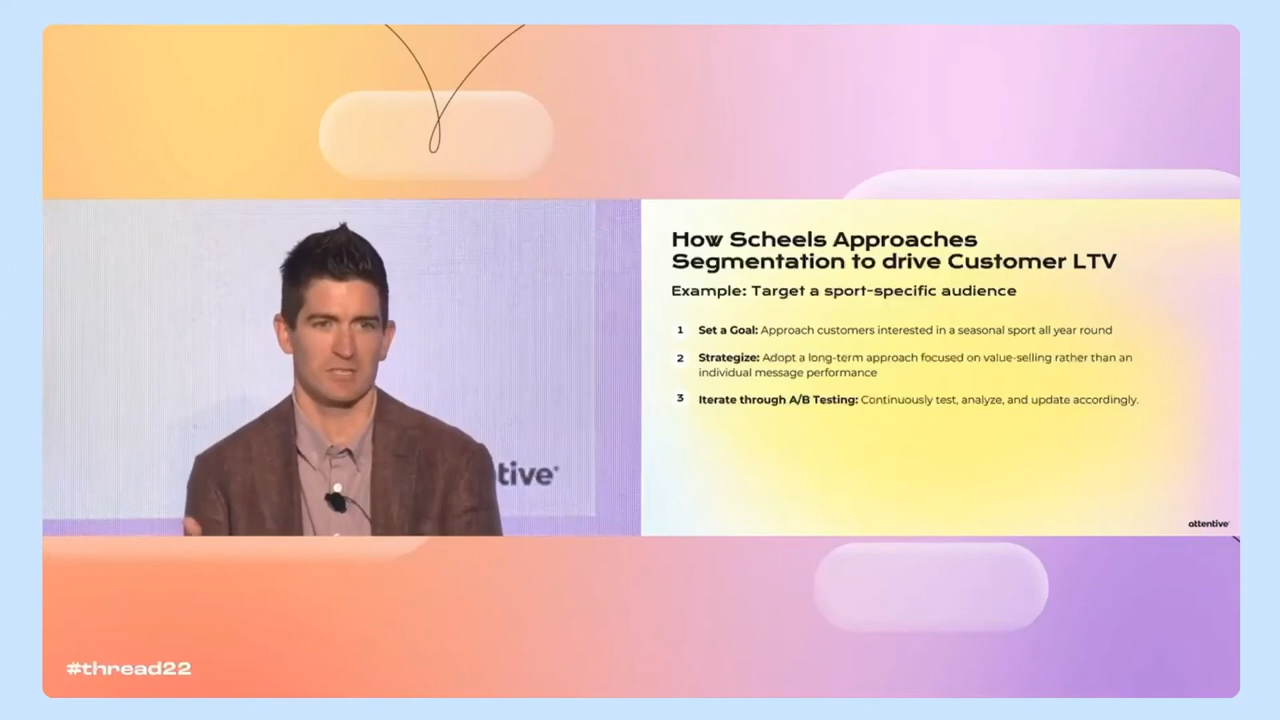 How Scheels Approaches
Segmentation to drive Customer LTV
Example: Target a sport-specific audience
1 Set a Goal: Approach customers interested in a seasonal sport all year round
2 Strategize: Adopt a long-term approach focused on value-selling rather than an
individual message performance
3 Iterate through A/B Testing: Continuously test, analyze, and update accordingly.
tive
attentive
#thread22